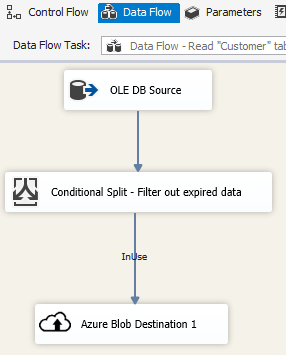 Control Flow Data Flow Parameters
Data Flow Task: Data Flow - Read "Customer" tab
OLE DB Source
Conditional Split - Filter out expired data
InUse
Azure Blob Destination 1